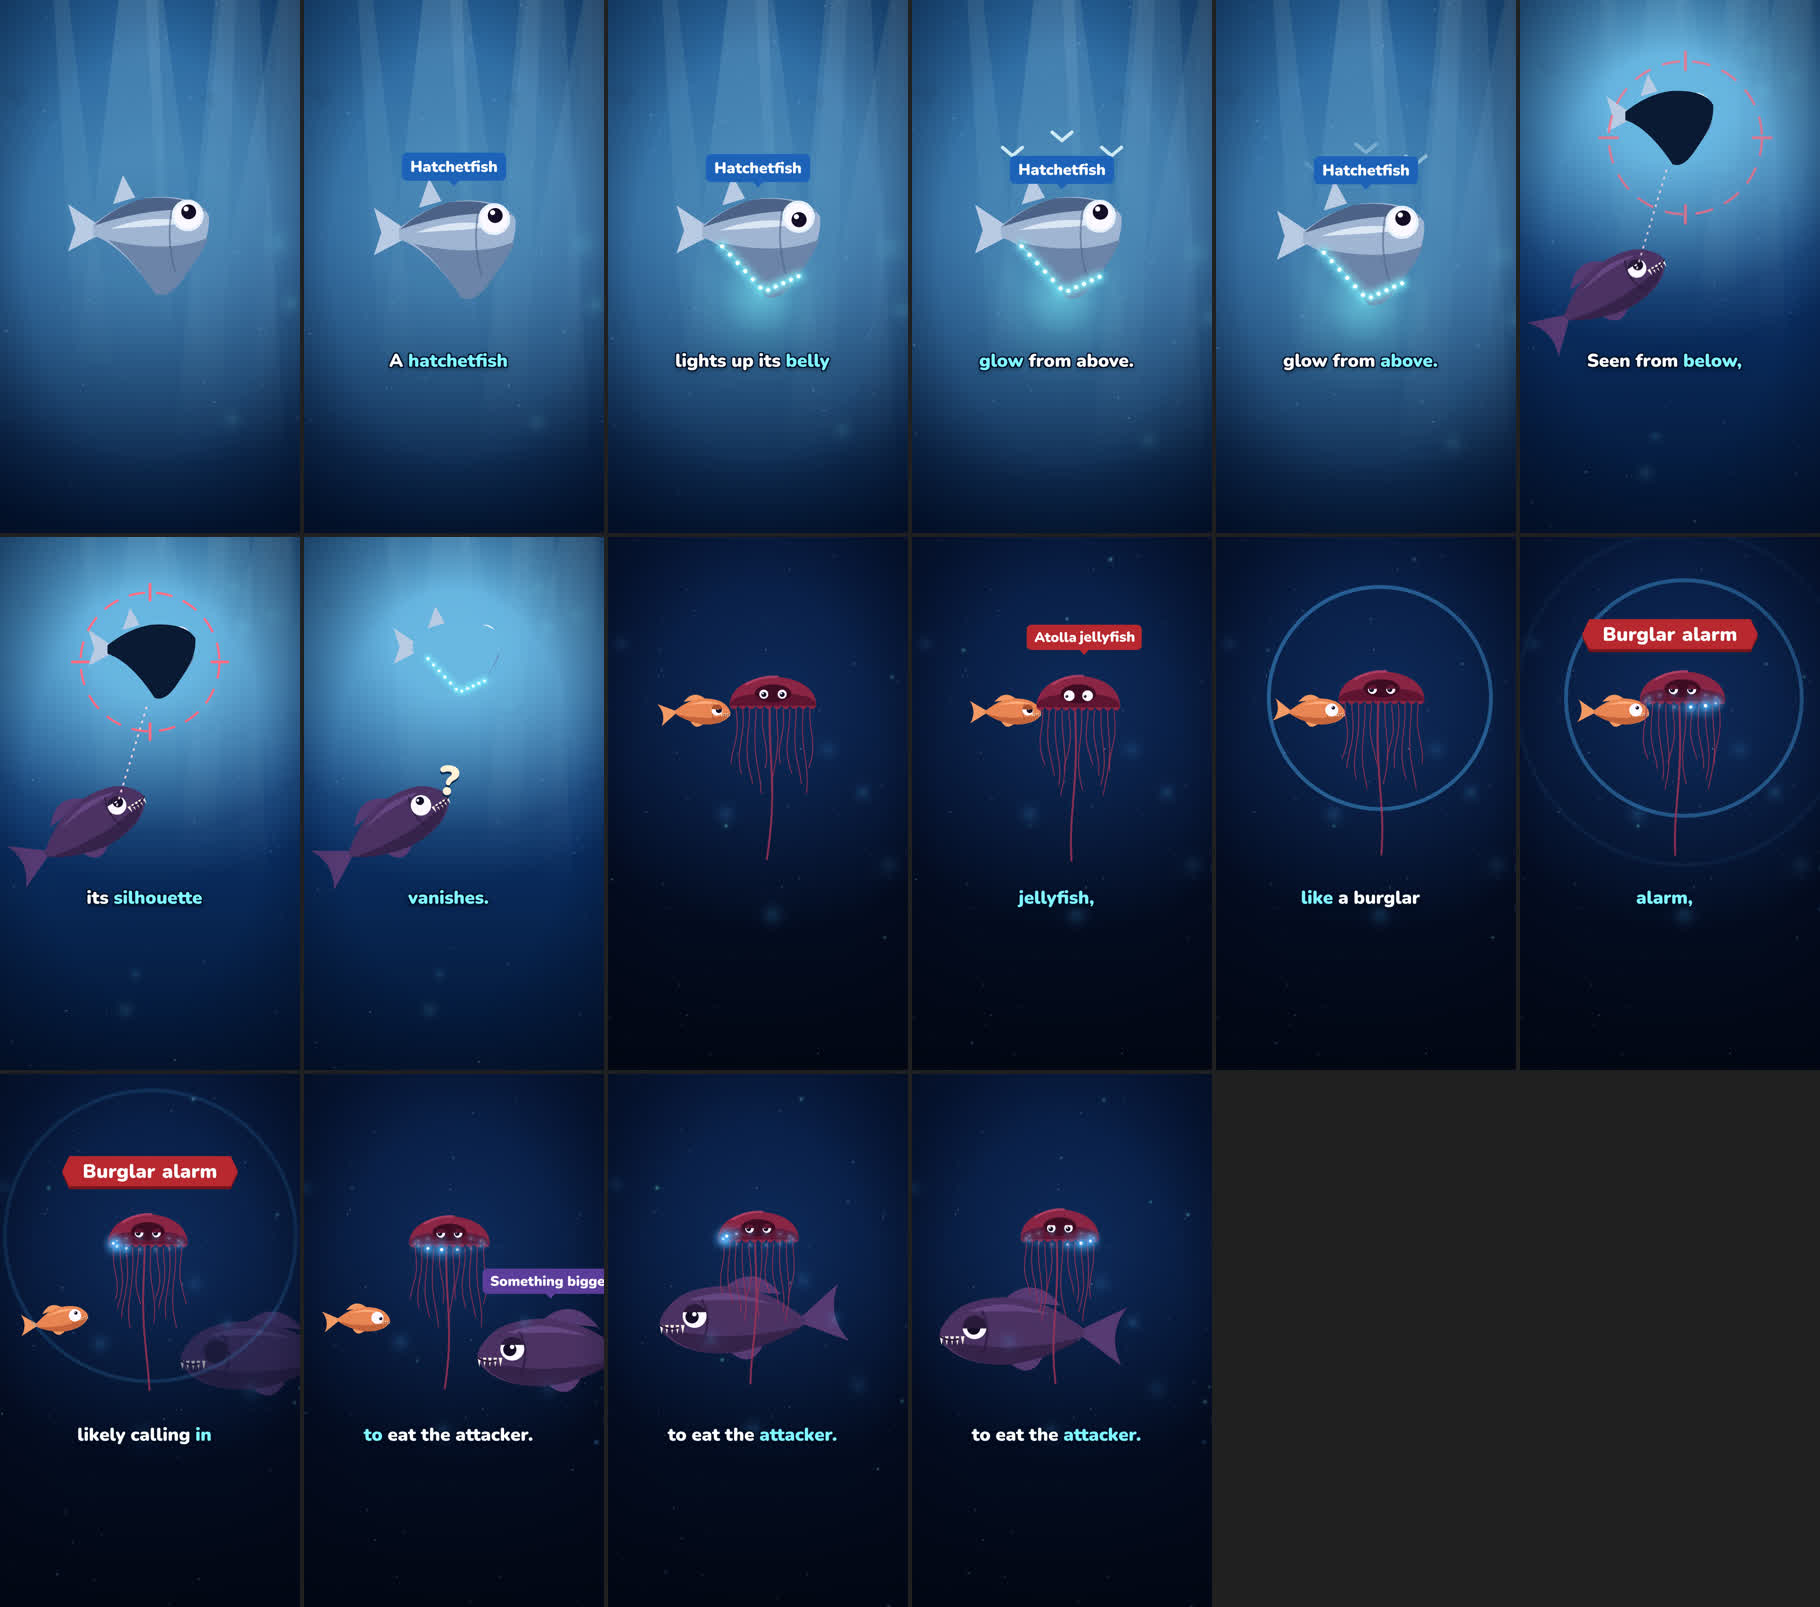 Hatchetfish
A hatchetfish
Hatchetfish
lights up its belly
Hatchetfish
glow from above.
Hatchetfish
glow from above.
Seen from below,
its silhouette
?
vanishes.
Atolla jellyfish
jellyfish,
like a burglar
Burglar alarm
alarm,
Burglar alarm
likely calling in
Something bigge
to eat the attacker.
to eat the attacker.
to eat the attacker.